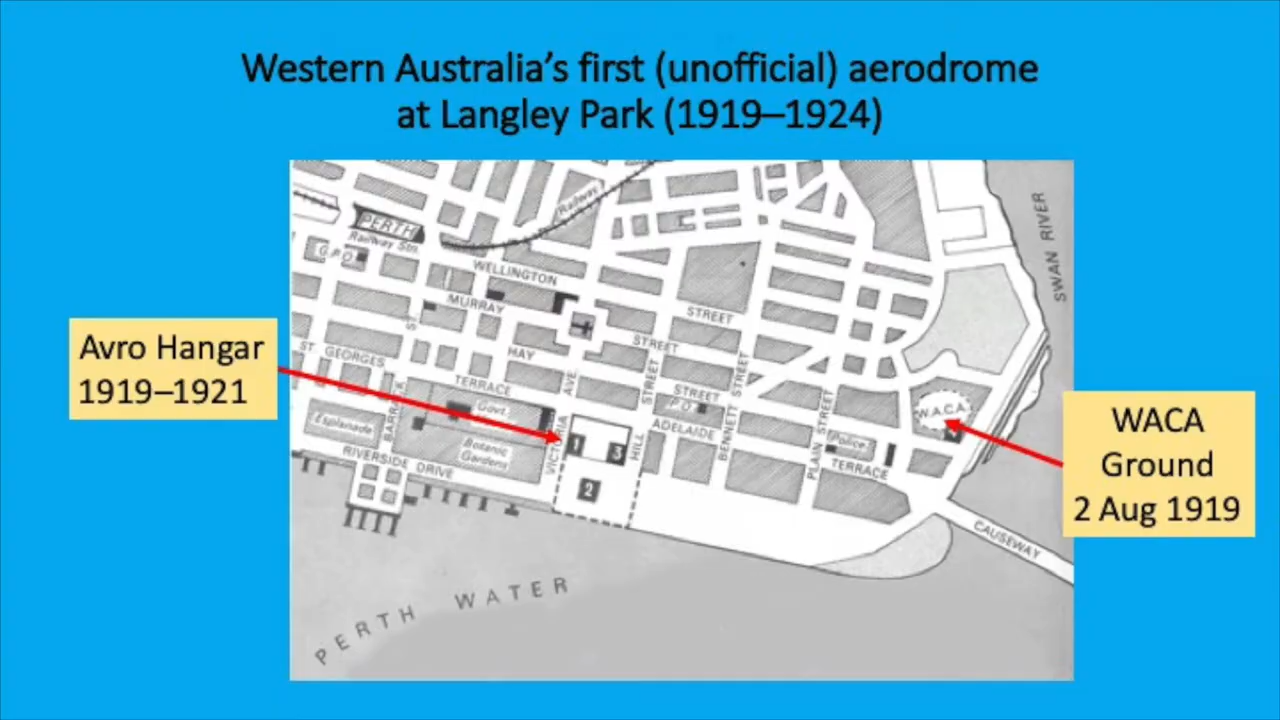 Western Australia's first (unofficial) aerodrome
at Langley Park (1919–1924)
Avro Hangar
1919–1921
WACA
Ground
2 Aug 1919
PERTH
Railway Stn.
Railway
G.P.O.
WELLINGTON
STREET
MURRAY
STREET
HAY
STREET
ST.
ST. GEORGES
TERRACE
AVE.
VICTORIA
BARRACK
Govt.
Botanic
Gardens
Esplanade
RIVERSIDE DRIVE
1
2
3
HILL
STREET
P.O.
ADELAIDE
TERRACE
BENNETT STREET
PLAIN STREET
Police
W.A.C.A.
CAUSEWAY
SWAN RIVER
PERTH WATER